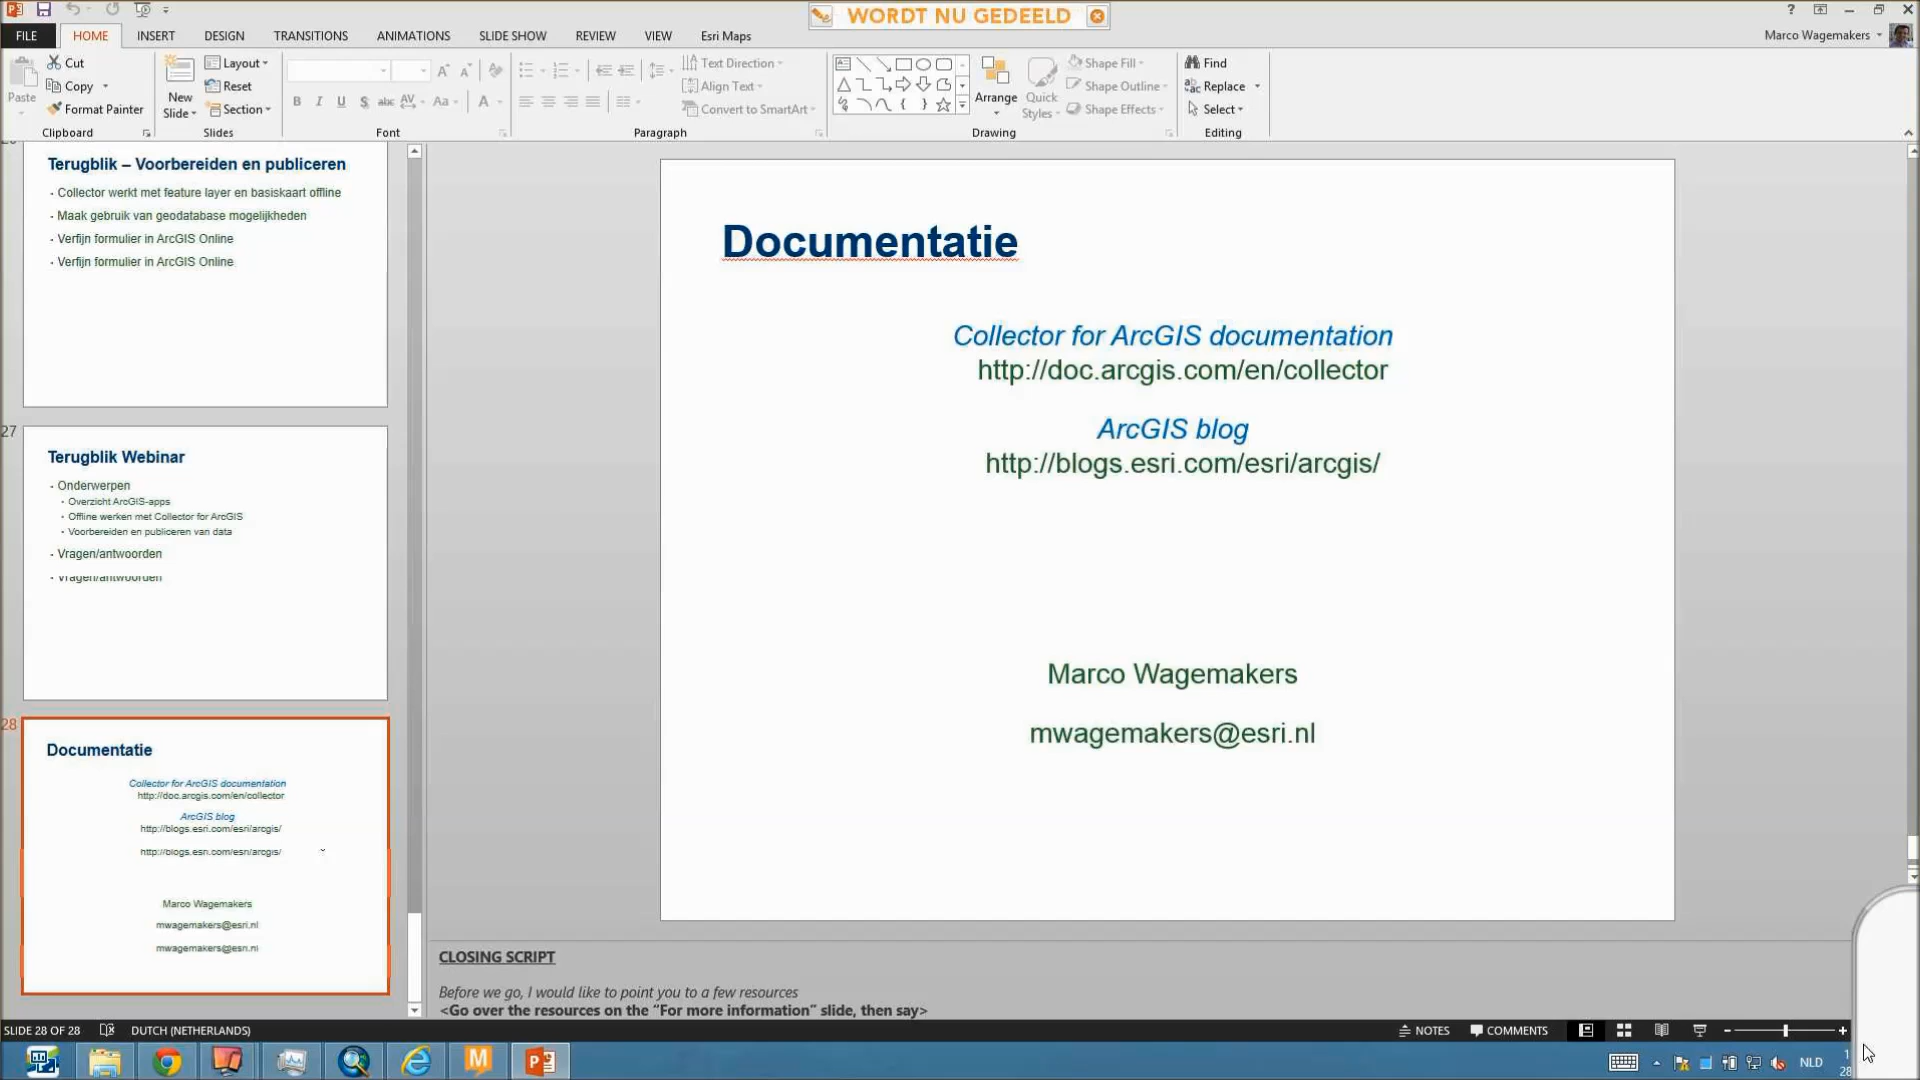 WORDT NU GEDEELD
FILE
HOME
INSERT
DESIGN
TRANSITIONS
ANIMATIONS
SLIDE SHOW
REVIEW
VIEW
Esri Maps
Marco Wagemakers
Paste
Cut
Copy
Format Painter
Clipboard
New Slide
Layout
Reset
Section
Slides
B I U S abc AV Aa A
Font
Text Direction
Align Text
Convert to SmartArt
Paragraph
Arrange
Quick Styles
Shape Fill
Shape Outline
Shape Effects
Drawing
Find
Replace
Select
Editing
Terugblik – Voorbereiden en publiceren
Collector werkt met feature layer en basiskaart offline
Maak gebruik van geodatabase mogelijkheden
Verfijn formulier in ArcGIS Online
Verfijn formulier in ArcGIS Online
27
Terugblik Webinar
Onderwerpen
Overzicht ArcGIS-apps
Offline werken met Collector for ArcGIS
Voorbereiden en publiceren van data
Vragen/antwoorden
Vragen/antwoorden
28
Documentatie
Collector for ArcGIS documentation
http://doc.arcgis.com/en/collector
ArcGIS blog
http://blogs.esri.com/esri/arcgis/
http://blogs.esri.com/esri/arcgis/
Marco Wagemakers
mwagemakers@esri.nl
mwagemakers@esri.nl
Documentatie
Collector for ArcGIS documentation
http://doc.arcgis.com/en/collector
ArcGIS blog
http://blogs.esri.com/esri/arcgis/
Marco Wagemakers
mwagemakers@esri.nl
CLOSING SCRIPT
Before we go, I would like to point you to a few resources
<Go over the resources on the “For more information” slide, then say>
SLIDE 28 OF 28
DUTCH (NETHERLANDS)
NOTES
COMMENTS
NLD